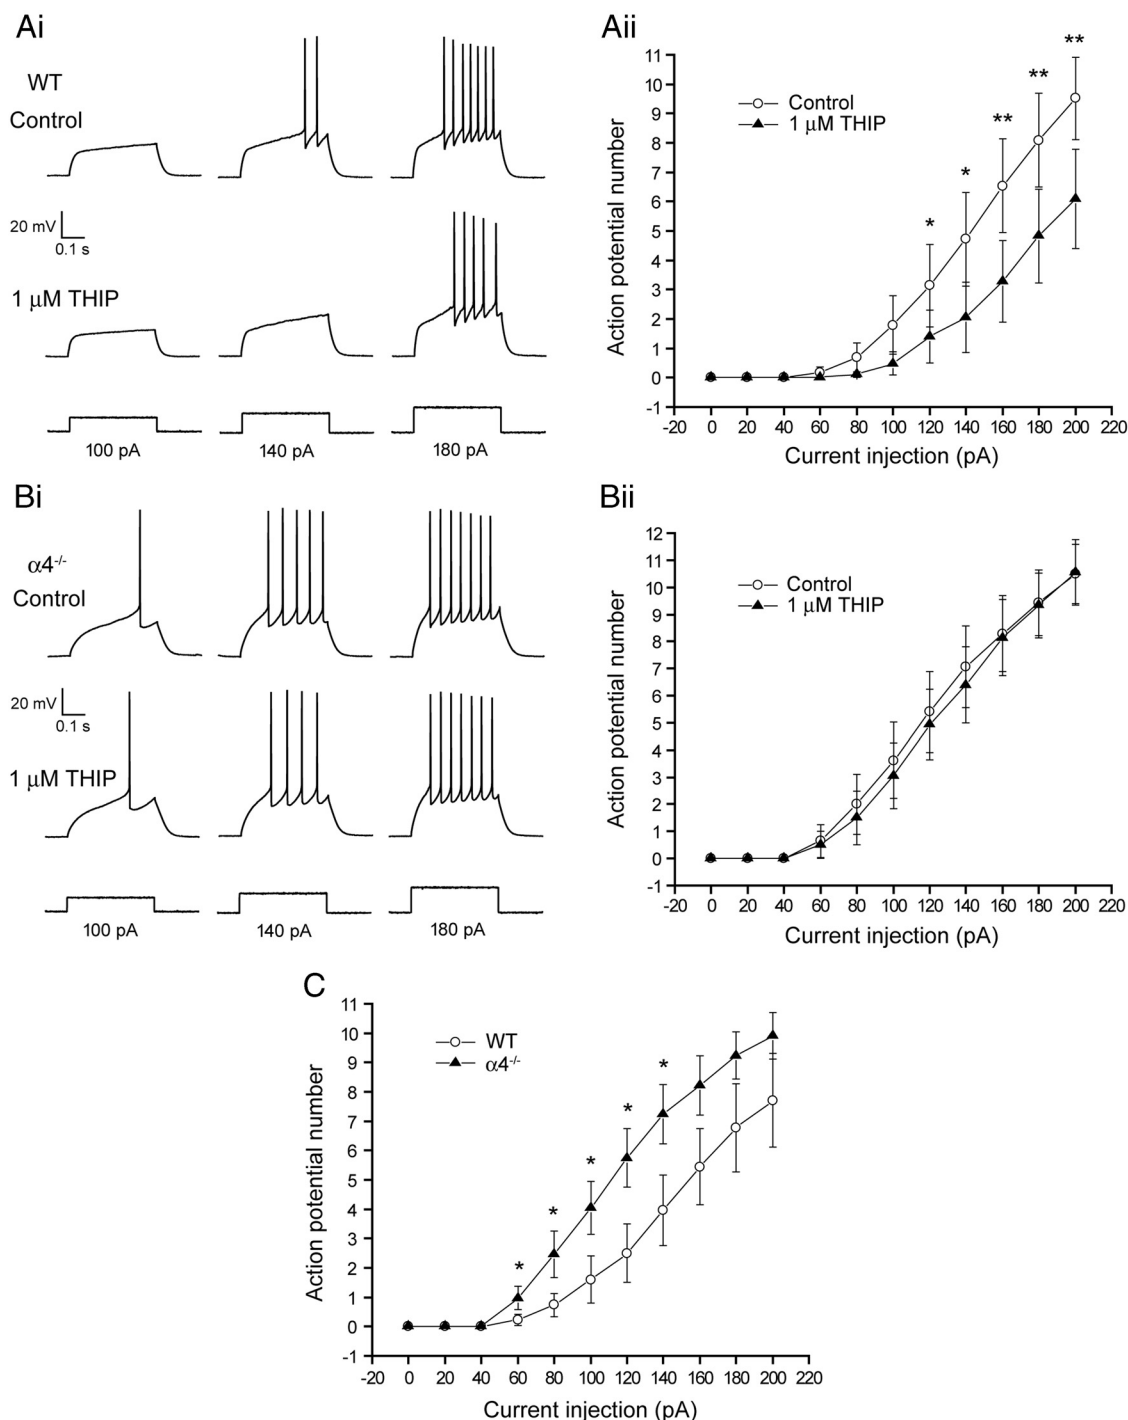 Ai
WT
Control
20 mV
0.1 s
1 μM THIP
100 pA 140 pA 180 pA
Aii
11
10
9
8
7
6
5
4
3
2
1
0
-1
Action potential number
Control
1 μM THIP
* * ** ** **
-20 0 20 40 60 80 100 120 140 160 180 200 220
Current injection (pA)
Bi
α4-/-
Control
20 mV
0.1 s
1 μM THIP
100 pA 140 pA 180 pA
Bii
12
11
10
9
8
7
6
5
4
3
2
1
0
-1
Action potential number
Control
1 μM THIP
-20 0 20 40 60 80 100 120 140 160 180 200 220
Current injection (pA)
C
11
10
9
8
7
6
5
4
3
2
1
0
-1
Action potential number
WT
α4-/-
* * * * *
-20 0 20 40 60 80 100 120 140 160 180 200 220
Current injection (pA)